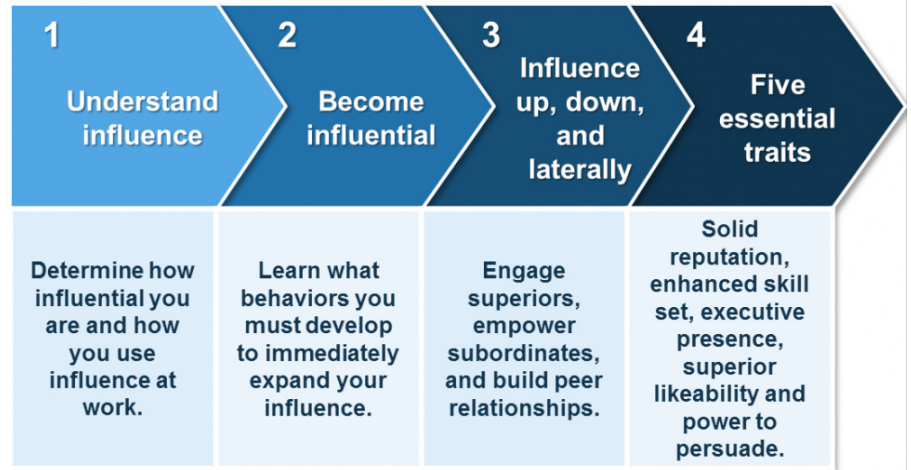 1
Understand
influence
2
Become
influential
3
Influence
up, down,
and
laterally
4
Five
essential
traits
Determine how
influential you
are and how
you use
influence at
work.
Learn what
behaviors you
must develop
to immediately
expand your
influence.
Engage
superiors,
empower
subordinates,
and build peer
relationships.
Solid
reputation,
enhanced skill
set, executive
presence,
superior
likeability and
power to
persuade.